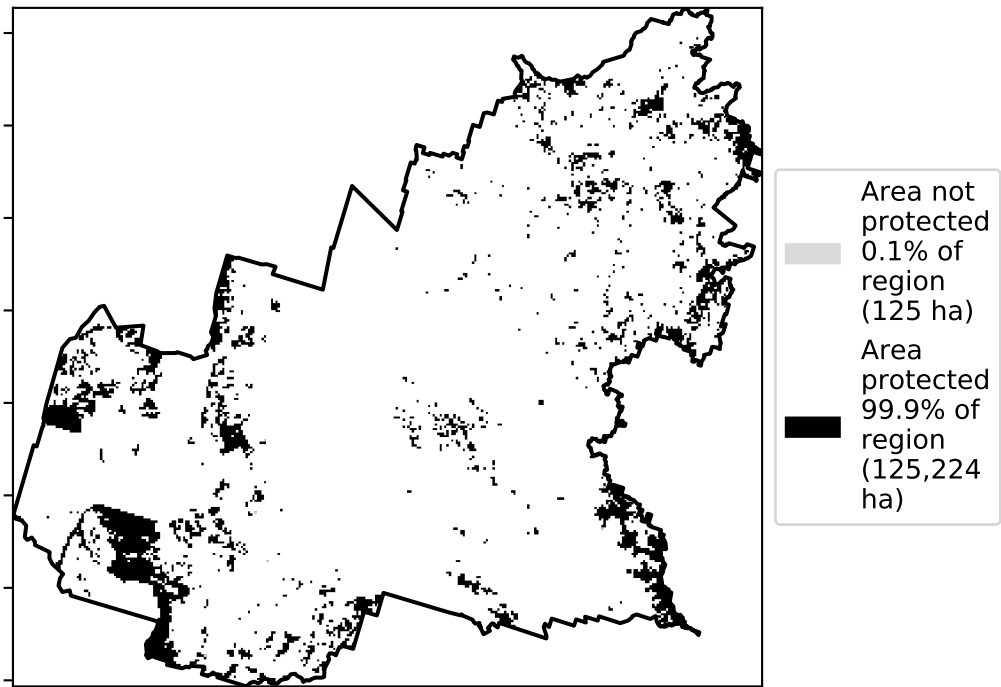 Area not
protected
0.1% of
region
(125 ha)
Area
protected
99.9% of
region
(125,224
ha)